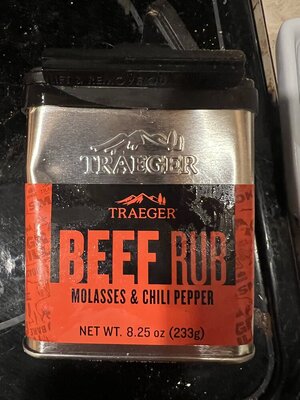 TRAEGER
TRAEGER
BEEF RUB
MOLASSES & CHILI PEPPER
NET WT. 8.25 oz (233g)